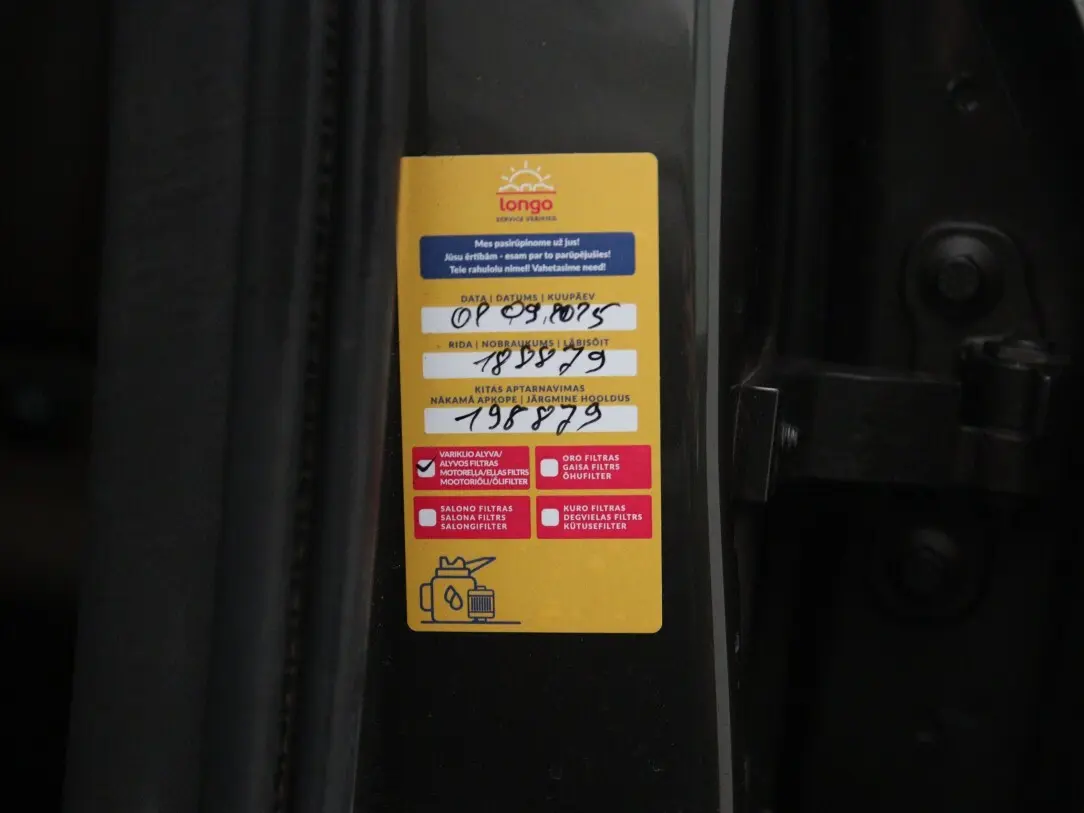 longo
Mes pasirūpinome už jus!
Jūsu ērtībām - esam par to parūpējušies!
Teie rahulolu nimel! Vahetasime need!
DATA | DATUMS | KUUPÄEV
08 09.2025
RIDA | NOBRAUKUMS | LÄBISÕIT
188879
KITAS APTARNAVIMAS
NĀKAMĀ APKOPE | JÄRGMINE HOOLDUS
198879
VARIKLIO ALYVA/
ALYVOS FILTRAS
MOTOREĻĻA/EĻĻAS FILTRS
MOOTORIÕLI/ÕLIFILTER
ORO FILTRAS
GAISA FILTRS
ÕHUFILTER
SALONO FILTRAS
SALONA FILTRS
SALONGIFILTER
KURO FILTRAS
DEGVIELAS FILTRS
KÜTUSEFILTER